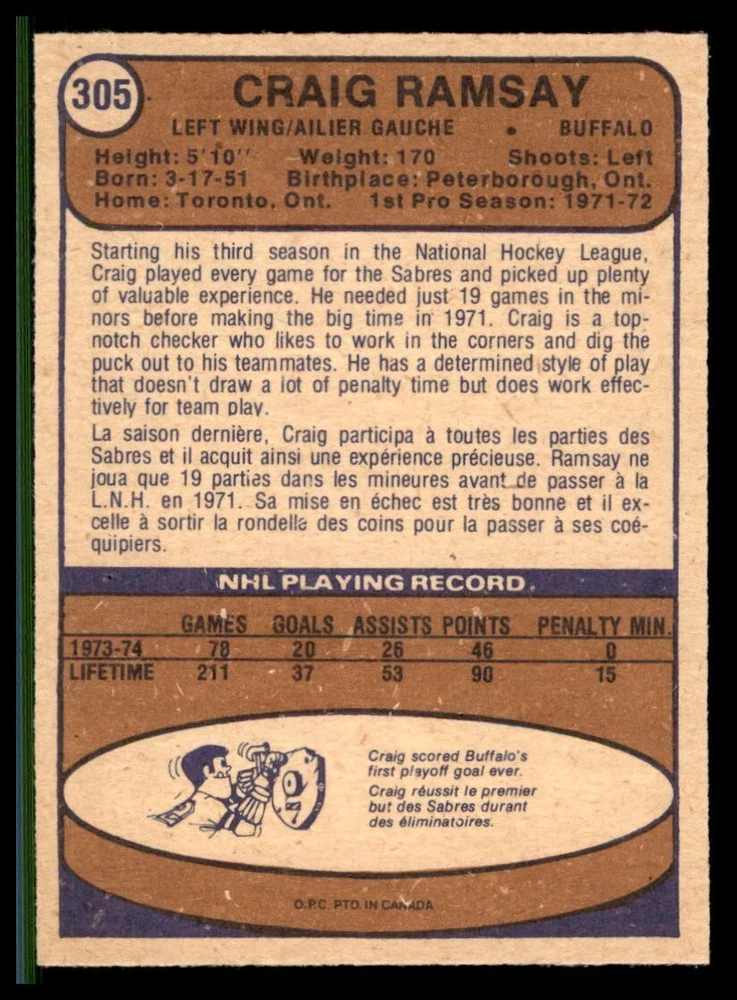 305
CRAIG RAMSAY
LEFT WING/AILIER GAUCHE • BUFFALO
Height: 5'10'' Weight: 170 Shoots: Left
Born: 3-17-51 Birthplace: Peterborough, Ont.
Home: Toronto, Ont. 1st Pro Season: 1971-72
Starting his third season in the National Hockey League,
Craig played every game for the Sabres and picked up plenty
of valuable experience. He needed just 19 games in the mi-
nors before making the big time in 1971. Craig is a top-
notch checker who likes to work in the corners and dig the
puck out to his teammates. He has a determined style of play
that doesn't draw a lot of penalty time but does work effec-
tively for team play.
La saison dernière, Craig participa à toutes les parties des
Sabres et il acquit ainsi une expérience précieuse. Ramsay ne
joua que 19 parties dans les mineures avant de passer à la
L.N.H. en 1971. Sa mise en échec est très bonne et il ex-
celle à sortir la rondelle des coins pour la passer à ses coé-
quipiers.
NHL PLAYING RECORD
GAMES GOALS ASSISTS POINTS PENALTY MIN.
1973-74 78 20 26 46 0
LIFETIME 211 37 53 90 15
Craig scored Buffalo's
first playoff goal ever.
Craig réussit le premier
but des Sabres durant
des éliminatoires.
O.P.C. PTD. IN CANADA